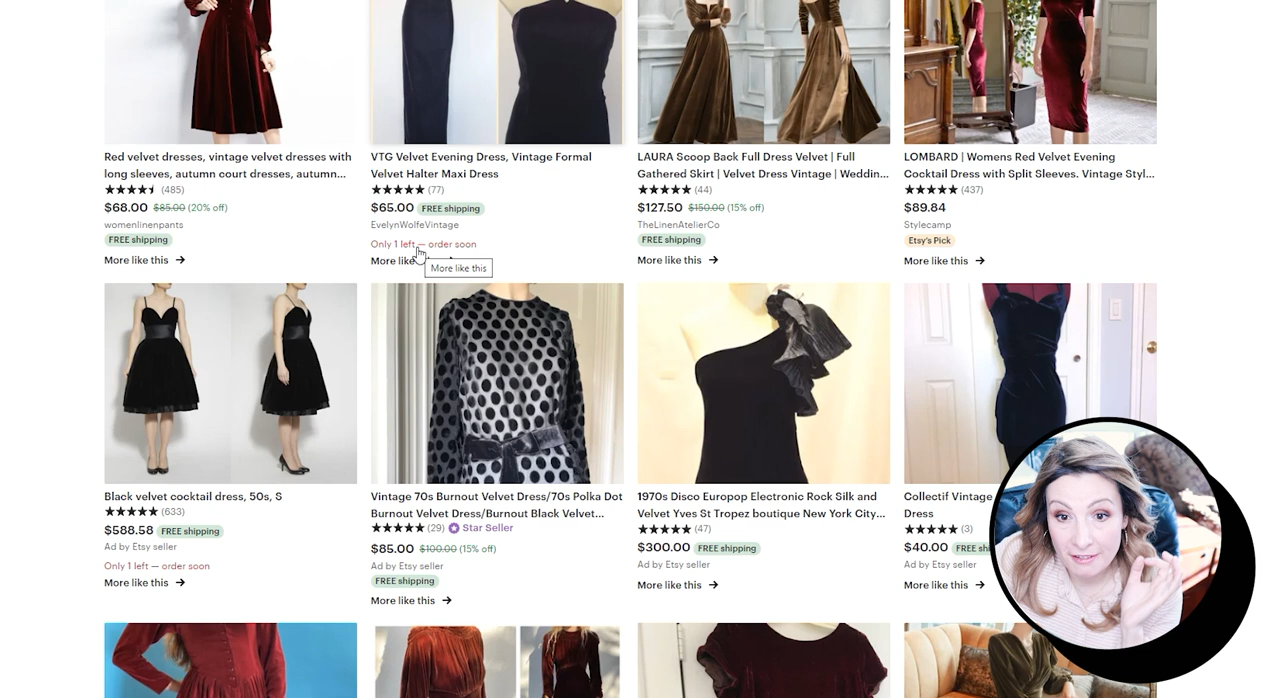 Red velvet dresses, vintage velvet dresses with
long sleeves, autumn court dresses, autumn...
(485)
$68.00 $85.00 (20% off)
womenlinenpants
FREE shipping
More like this →
VTG Velvet Evening Dress, Vintage Formal
Velvet Halter Maxi Dress
(77)
$65.00 FREE shipping
EvelynWolfeVintage
Only 1 left — order soon
More like
More like this
LAURA Scoop Back Full Dress Velvet | Full
Gathered Skirt | Velvet Dress Vintage | Weddin...
(44)
$127.50 $150.00 (15% off)
TheLinenAtelierCo
FREE shipping
More like this →
LOMBARD | Womens Red Velvet Evening
Cocktail Dress with Split Sleeves. Vintage Styl...
(437)
$89.84
Stylecamp
Etsy's Pick
More like this →
Black velvet cocktail dress, 50s, S
(633)
$588.58 FREE shipping
Ad by Etsy seller
Only 1 left — order soon
More like this →
Vintage 70s Burnout Velvet Dress/70s Polka Dot
Burnout Velvet Dress/Burnout Black Velvet...
(29) Star Seller
$85.00 $100.00 (15% off)
Ad by Etsy seller
FREE shipping
More like this →
1970s Disco Europop Electronic Rock Silk and
Velvet Yves St Tropez boutique New York City...
(47)
$300.00 FREE shipping
Ad by Etsy seller
More like this →
Collectif Vintage
Dress
(3)
$40.00 FREE
Ad by Etsy seller
More like this